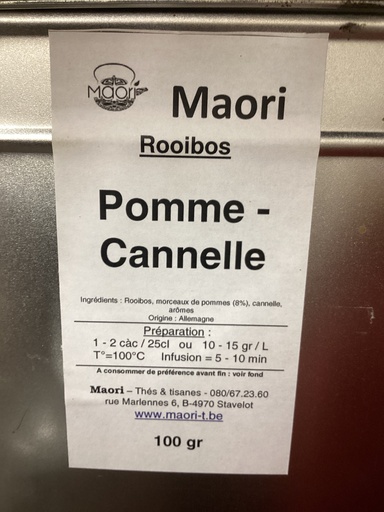 Maori
Maori
Rooibos
Pomme -
Cannelle
Ingrédients : Rooibos, morceaux de pommes (8%), cannelle,
arômes
Origine : Allemagne
Préparation :
1 - 2 càc / 25cl ou 10 - 15 gr / L
T°=100°C Infusion = 5 - 10 min
A consommer de préférence avant fin : voir fond
Maori – Thés & tisanes - 080/67.23.60
rue Marlennes 6, B-4970 Stavelot
www.maori-t.be
100 gr